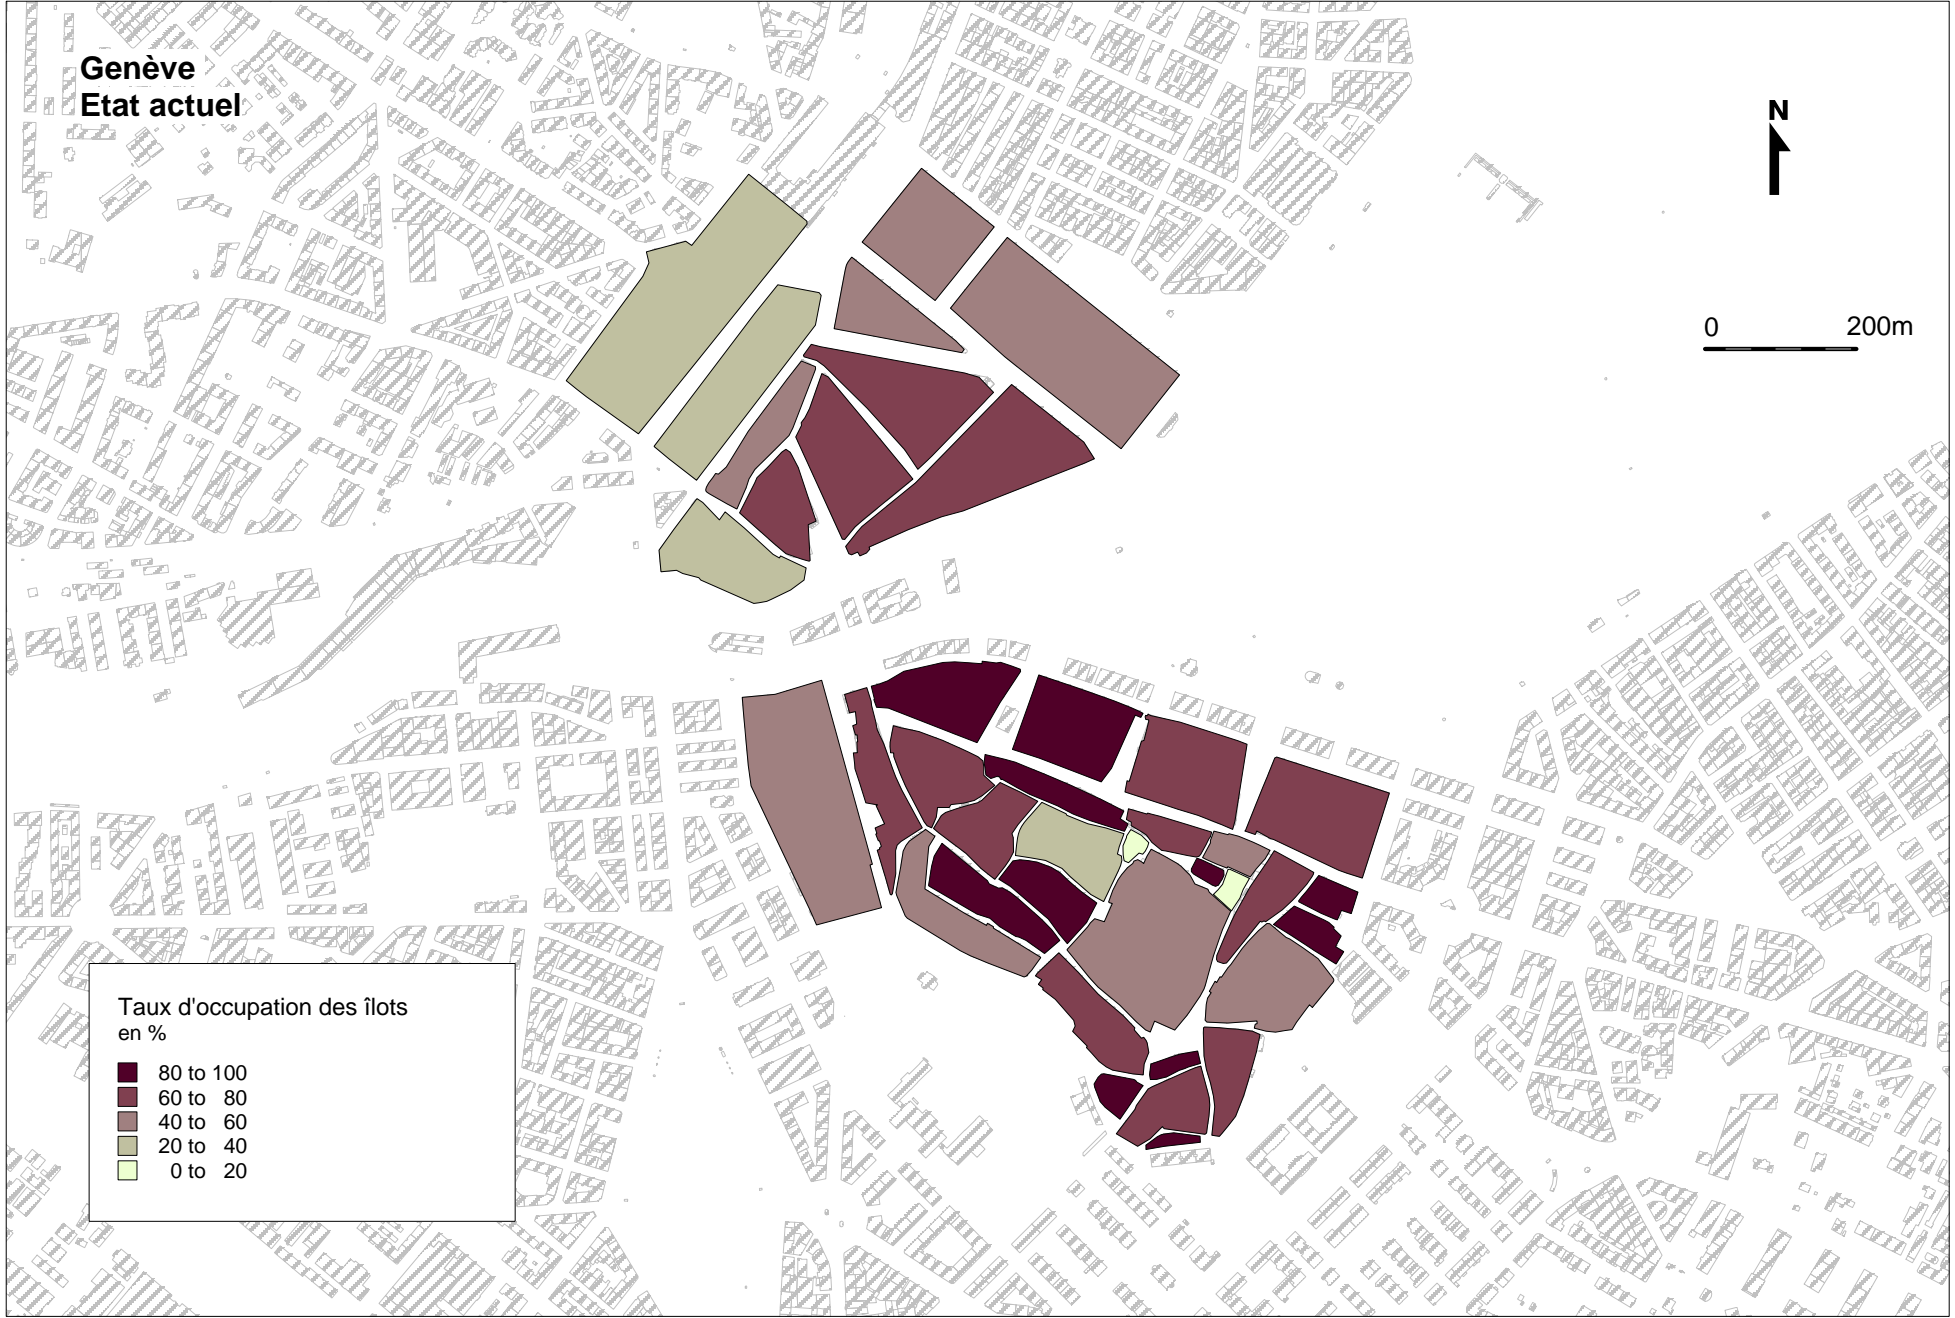 Genève
Etat actuel
N
0 200m
Taux d'occupation des îlots
en %
80 to 100
60 to 80
40 to 60
20 to 40
0 to 20